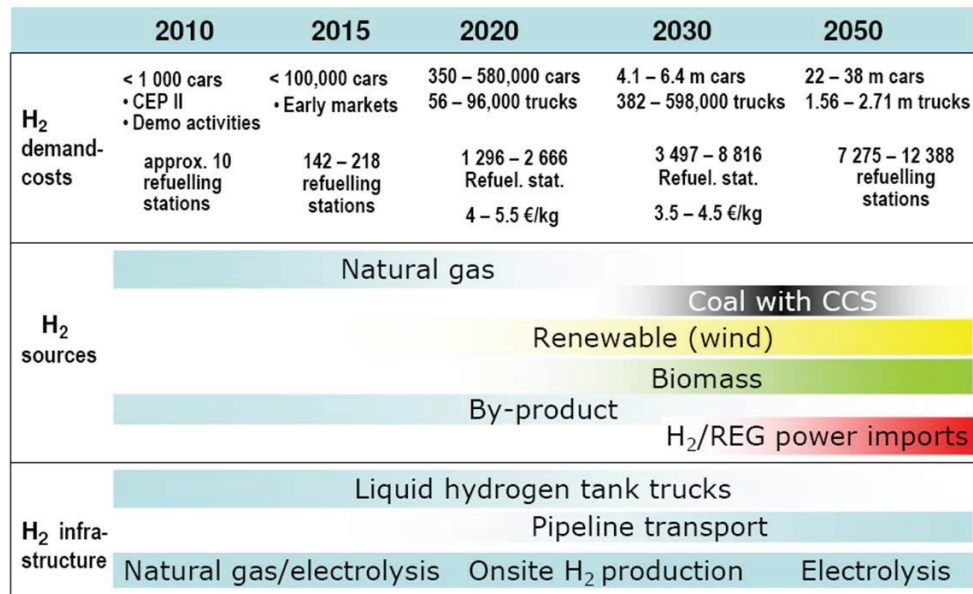 2010 2015 2020 2030 2050
H₂ demand-costs
< 1 000 cars
• CEP II
• Demo activities
approx. 10
refuelling
stations
< 100,000 cars
• Early markets
142 – 218
refuelling
stations
350 – 580,000 cars
56 – 96,000 trucks
1 296 – 2 666
Refuel. stat.
4 – 5.5 €/kg
4.1 – 6.4 m cars
382 – 598,000 trucks
3 497 – 8 816
Refuel. stat.
3.5 – 4.5 €/kg
22 – 38 m cars
1.56 – 2.71 m trucks
7 275 – 12 388
refuelling
stations
H₂
sources
Natural gas
Coal with CCS
Renewable (wind)
Biomass
By-product
H₂/REG power imports
H₂ infra-
structure
Liquid hydrogen tank trucks
Pipeline transport
Natural gas/electrolysis Onsite H₂ production Electrolysis